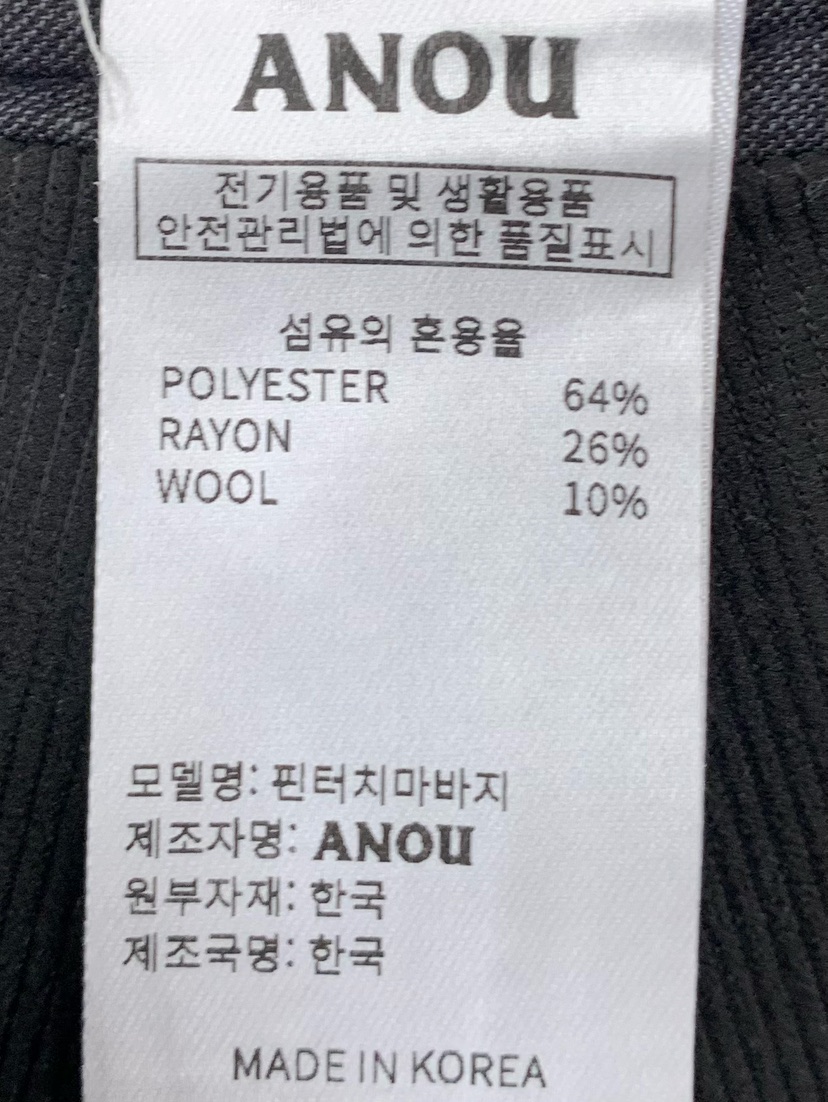 ANOU
전기용품 및 생활용품
안전관리법에 의한 품질표시
섬유의 혼용율
POLYESTER 64%
RAYON 26%
WOOL 10%
모델명: 핀터치마바지
제조자명: ANOU
원부자재: 한국
제조국명: 한국
MADE IN KOREA